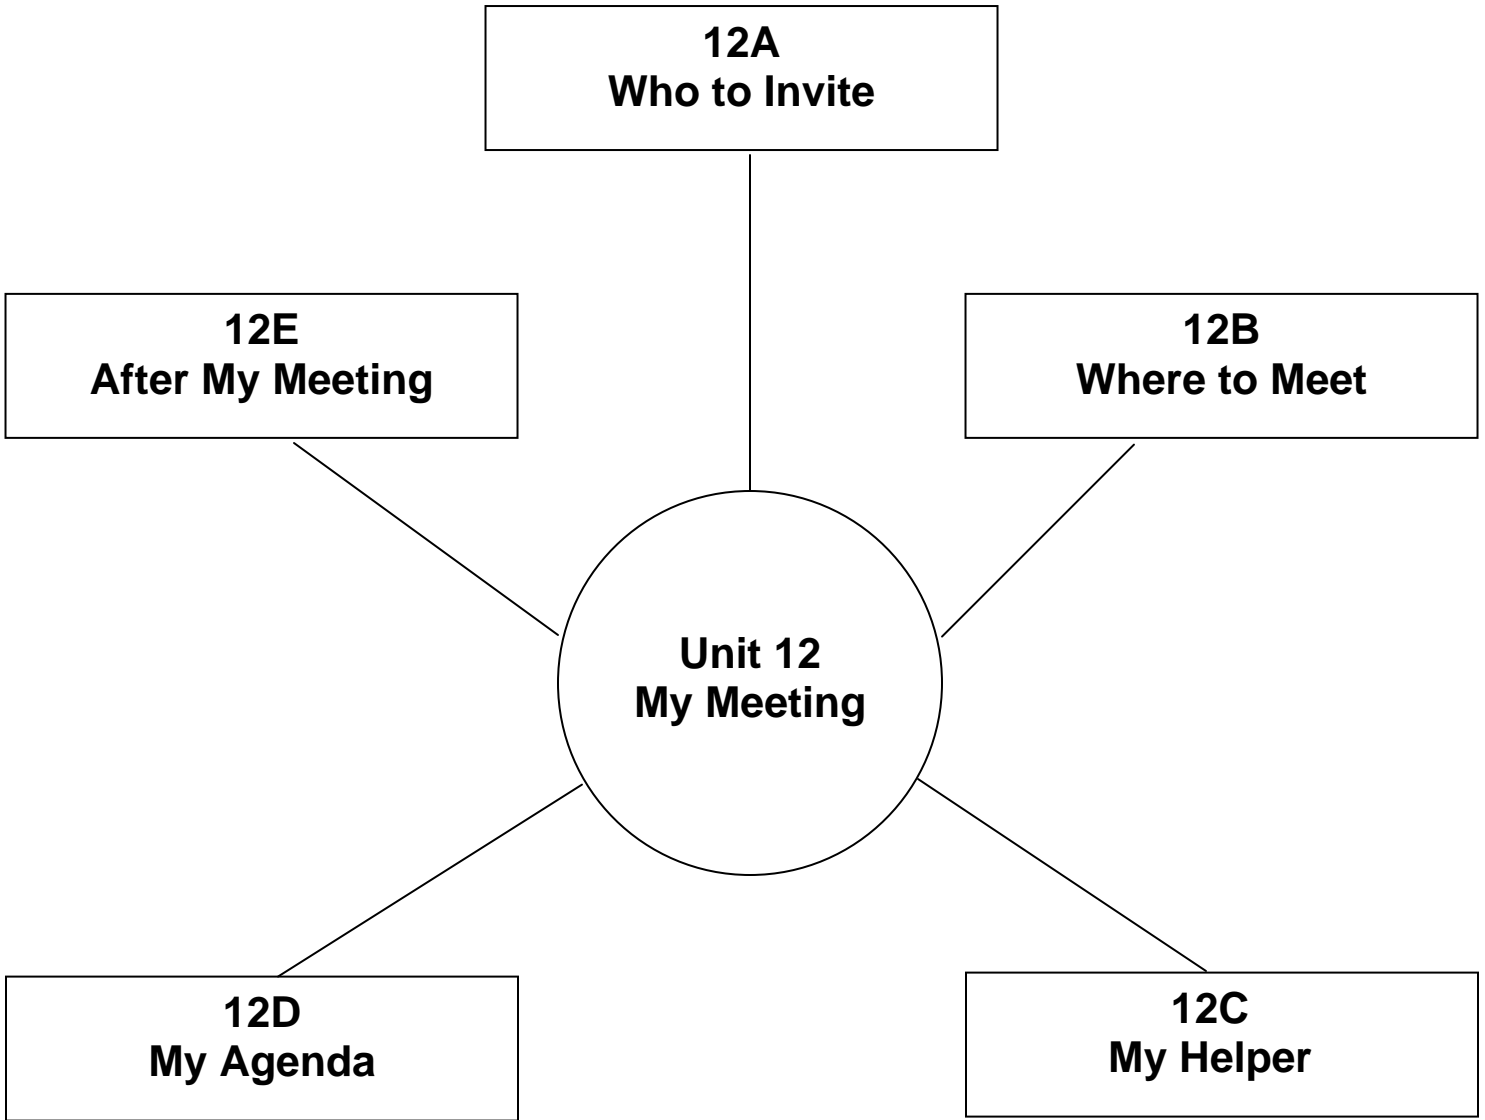 12A
Who to Invite
12E
After My Meeting
12B
Where to Meet
Unit 12
My Meeting
12D
My Agenda
12C
My Helper